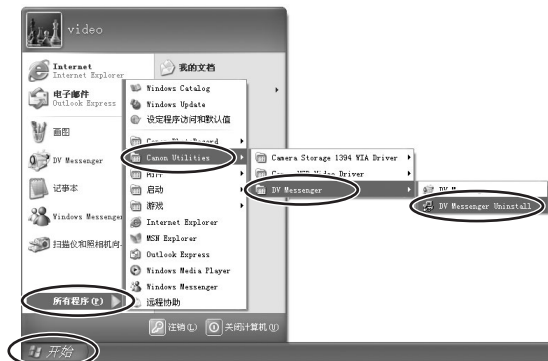 video
Internet
Internet Explorer
电子邮件
Outlook Express
画图
DV Messenger
记事本
Windows Messenger
扫描仪和照相机向
所有程序(P)
我的文档
Windows Catalog
Windows Update
设定程序访问和默认值
Canon Utilities
附件
启动
游戏
Internet Explorer
MSN Explorer
Outlook Express
Windows Media Player
Windows Messenger
远程协助
Camera Storage 1394 WIA Driver
Driver
DV Messenger
DV Messenger Uninstall
注销(L)
关闭计算机(U)
开始